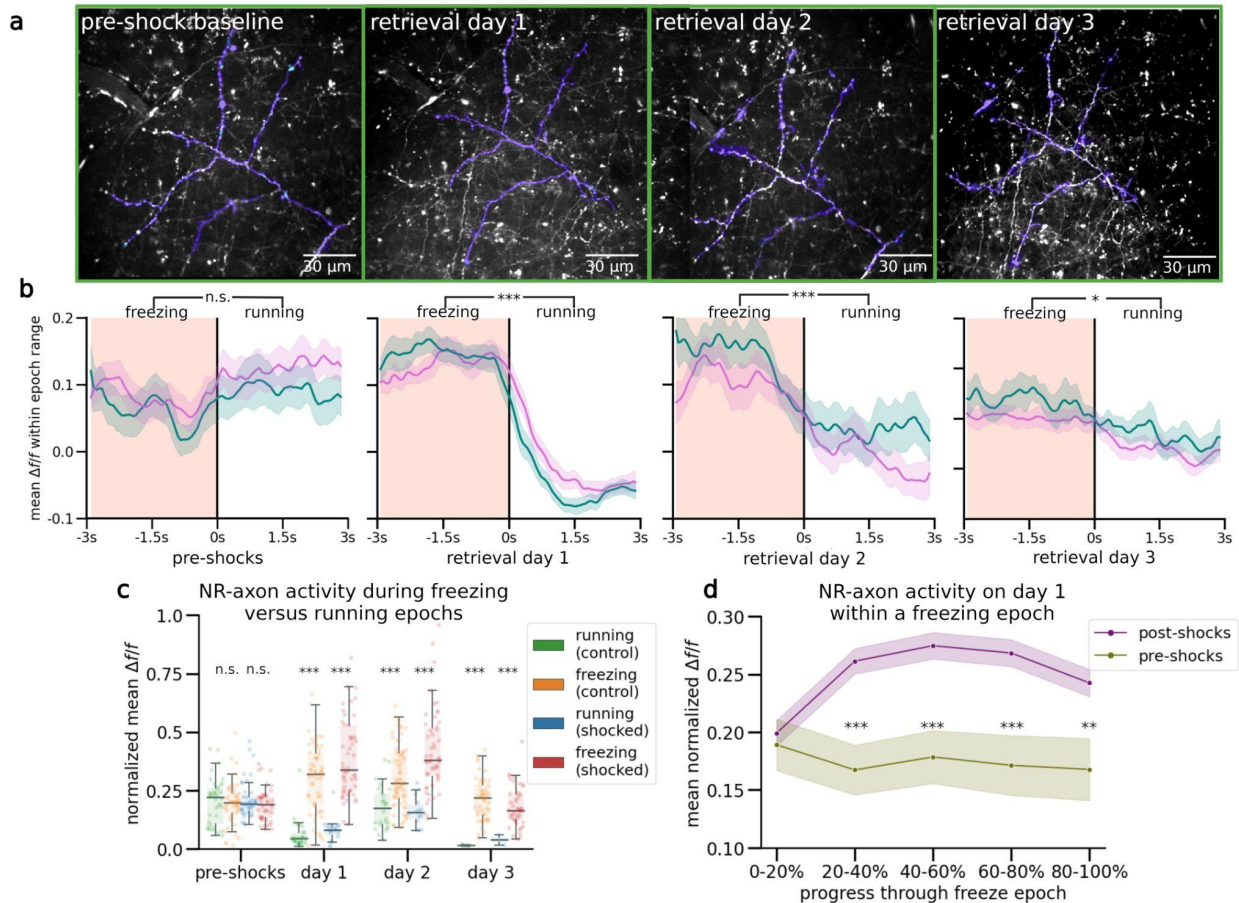 a
pre-shock baseline
retrieval day 1
retrieval day 2
retrieval day 3
30 μm
30 μm
30 μm
30 μm
b
n.s.
***
***
*
freezing running
freezing running
freezing running
freezing running
mean Δf/f within epoch range
0.2
0.1
0.0
-0.1
-3s -1.5s 0s 1.5s 3s
-3s -1.5s 0s 1.5s 3s
-3s -1.5s 0s 1.5s 3s
-3s -1.5s 0s 1.5s 3s
pre-shocks
retrieval day 1
retrieval day 2
retrieval day 3
c
NR-axon activity during freezing
versus running epochs
normalized mean Δf/f
1.0
0.75
0.5
0.25
0.0
n.s. n.s. *** *** *** *** *** ***
pre-shocks day 1 day 2 day 3
running
(control)
freezing
(control)
running
(shocked)
freezing
(shocked)
d
NR-axon activity on day 1
within a freezing epoch
mean normalized Δf/f
0.30
0.25
0.20
0.15
0.10
*** *** *** **
0-20% 20-40% 40-60% 60-80% 80-100%
progress through freeze epoch
post-shocks
pre-shocks